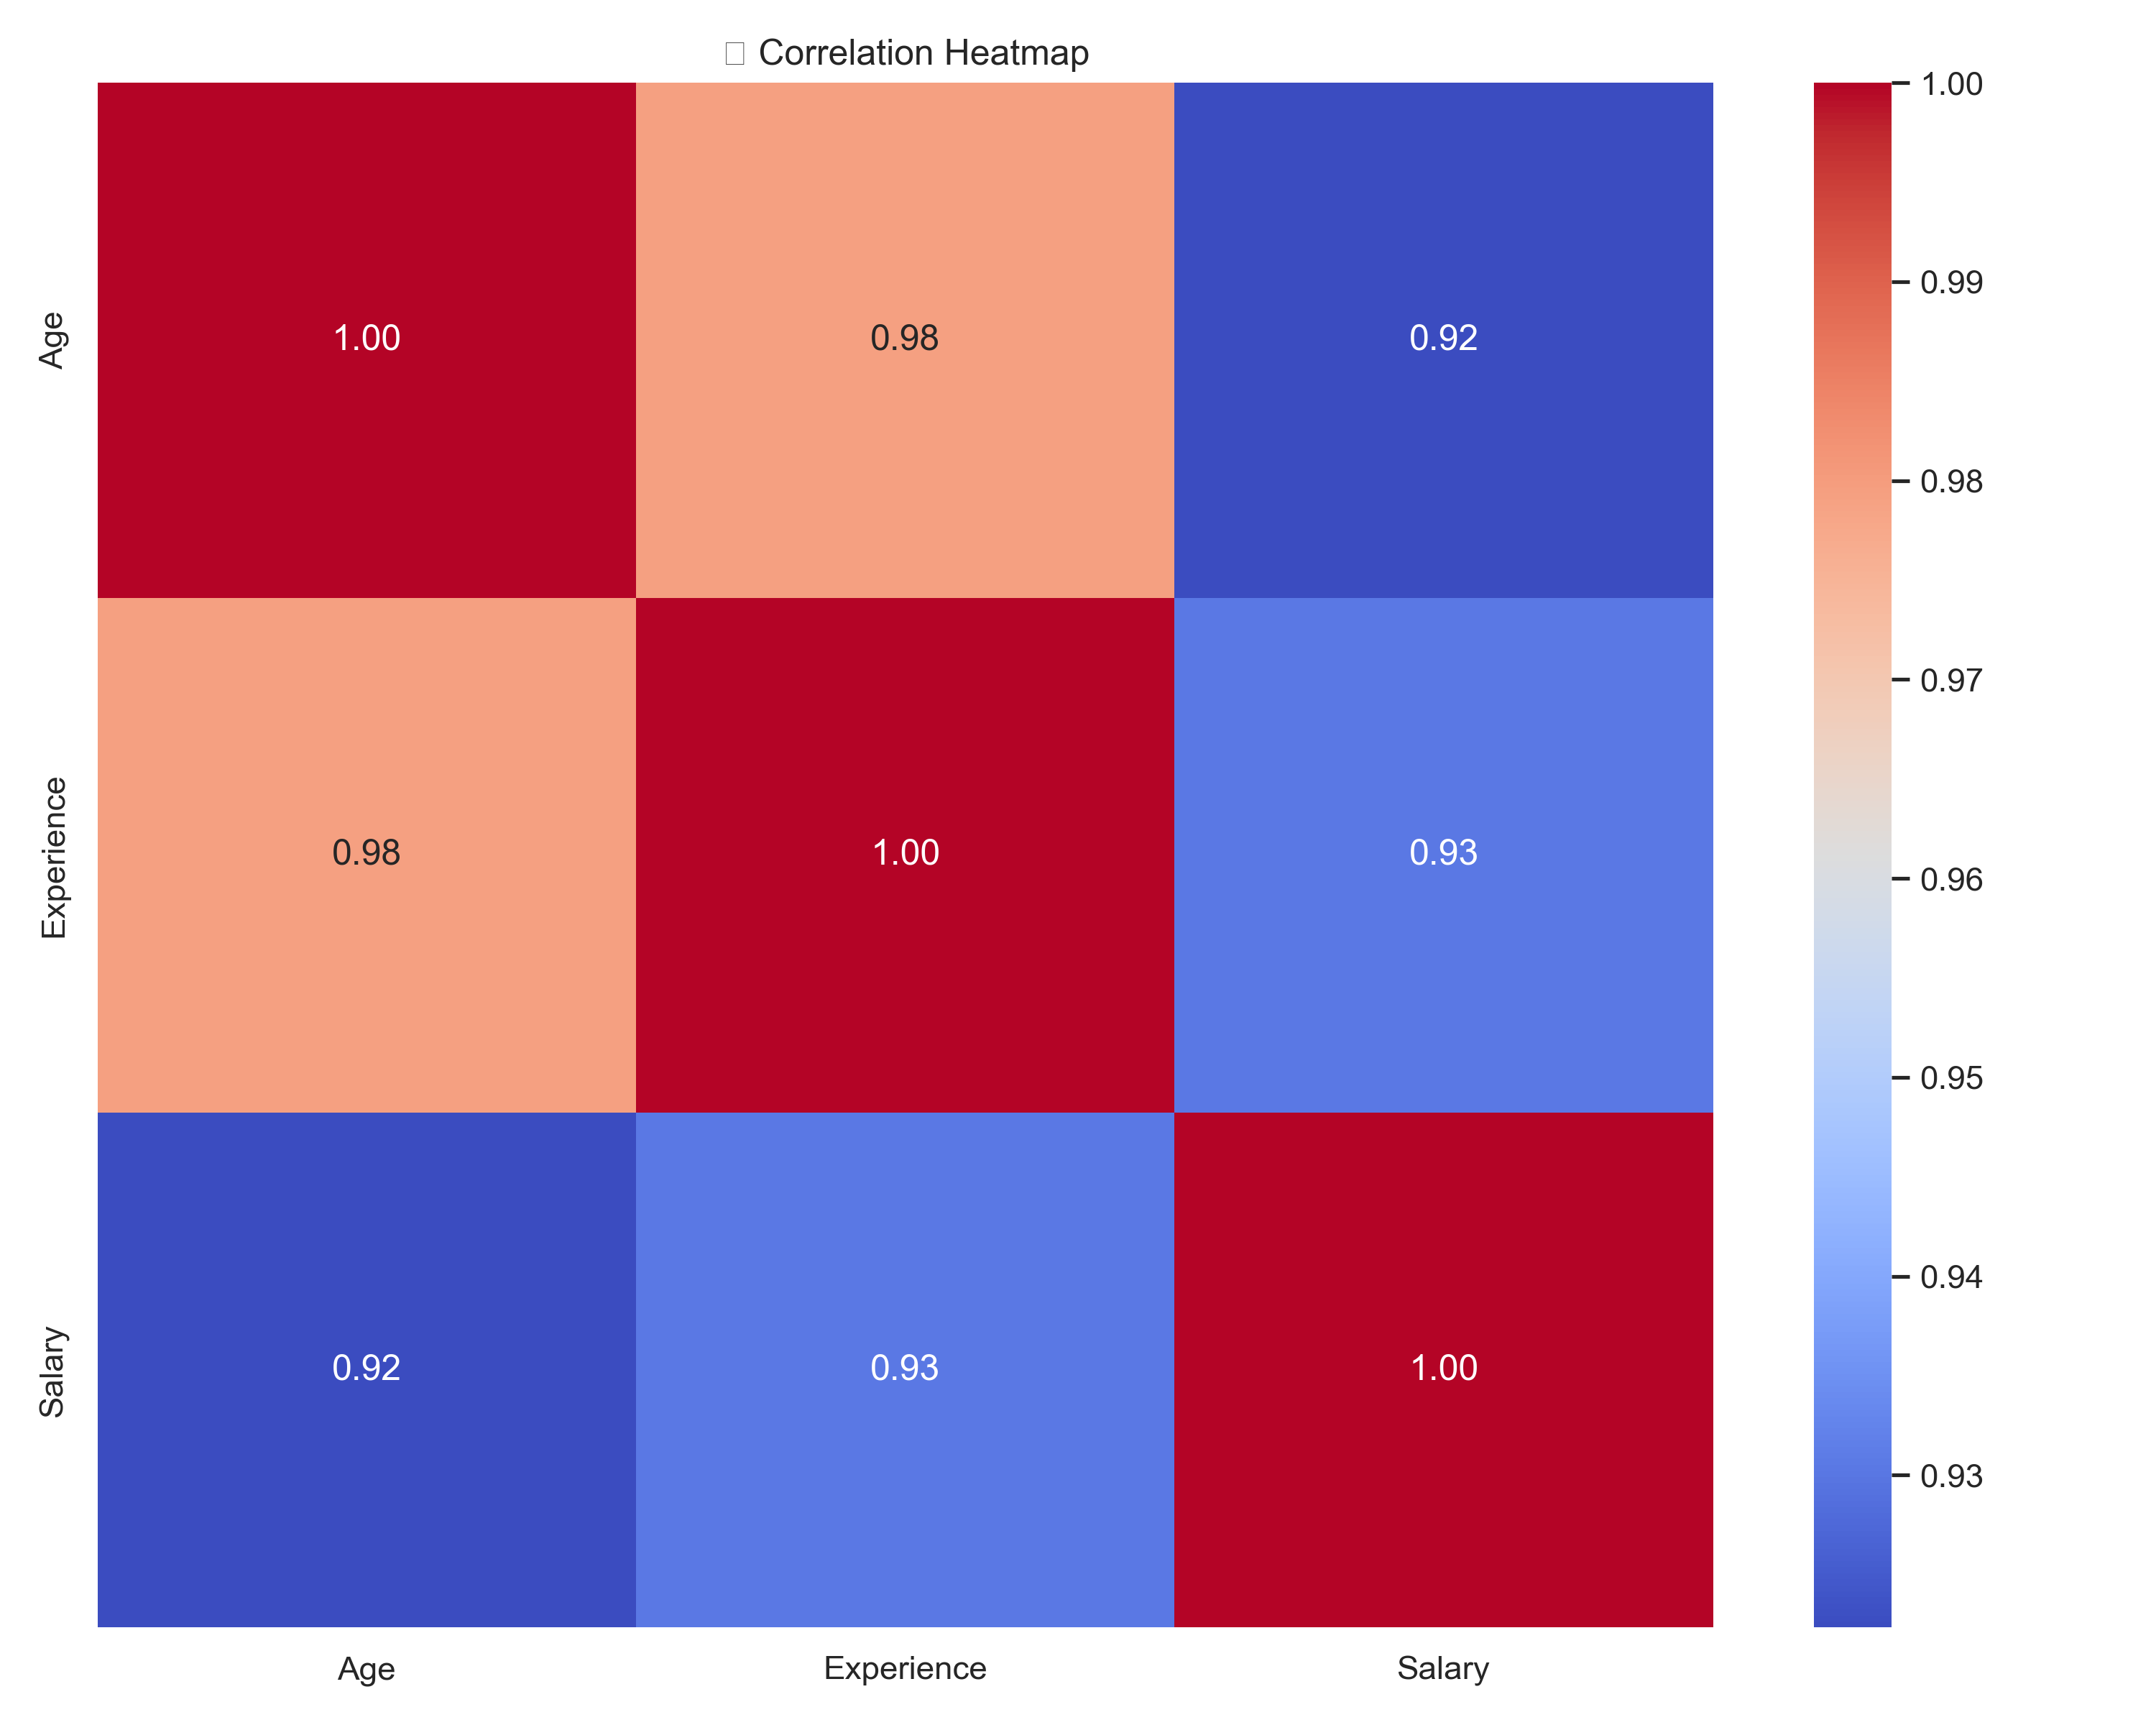 Correlation Heatmap
1.00
0.99
0.98
0.97
0.96
0.95
0.94
0.93
Age
1.00 0.98 0.92
Experience
0.98 1.00 0.93
Salary
0.92 0.93 1.00
Age Experience Salary